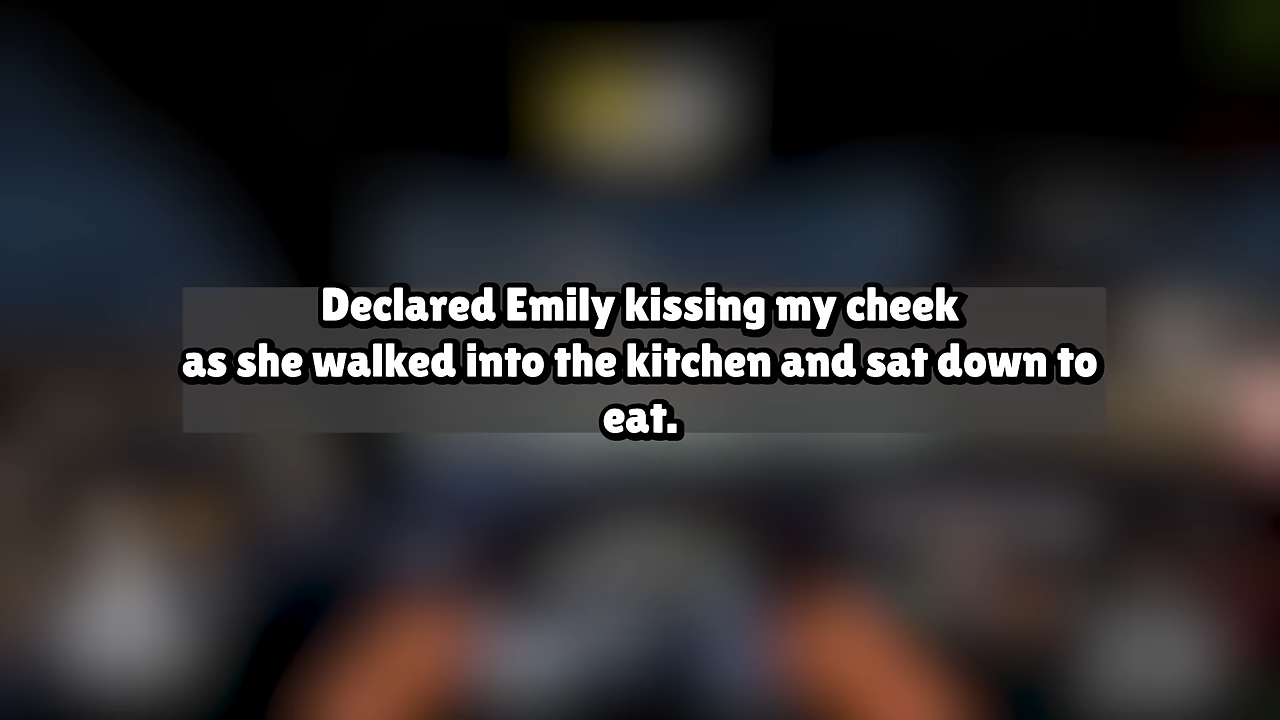 Declared Emily kissing my cheek
as she walked into the kitchen and sat down to
eat.